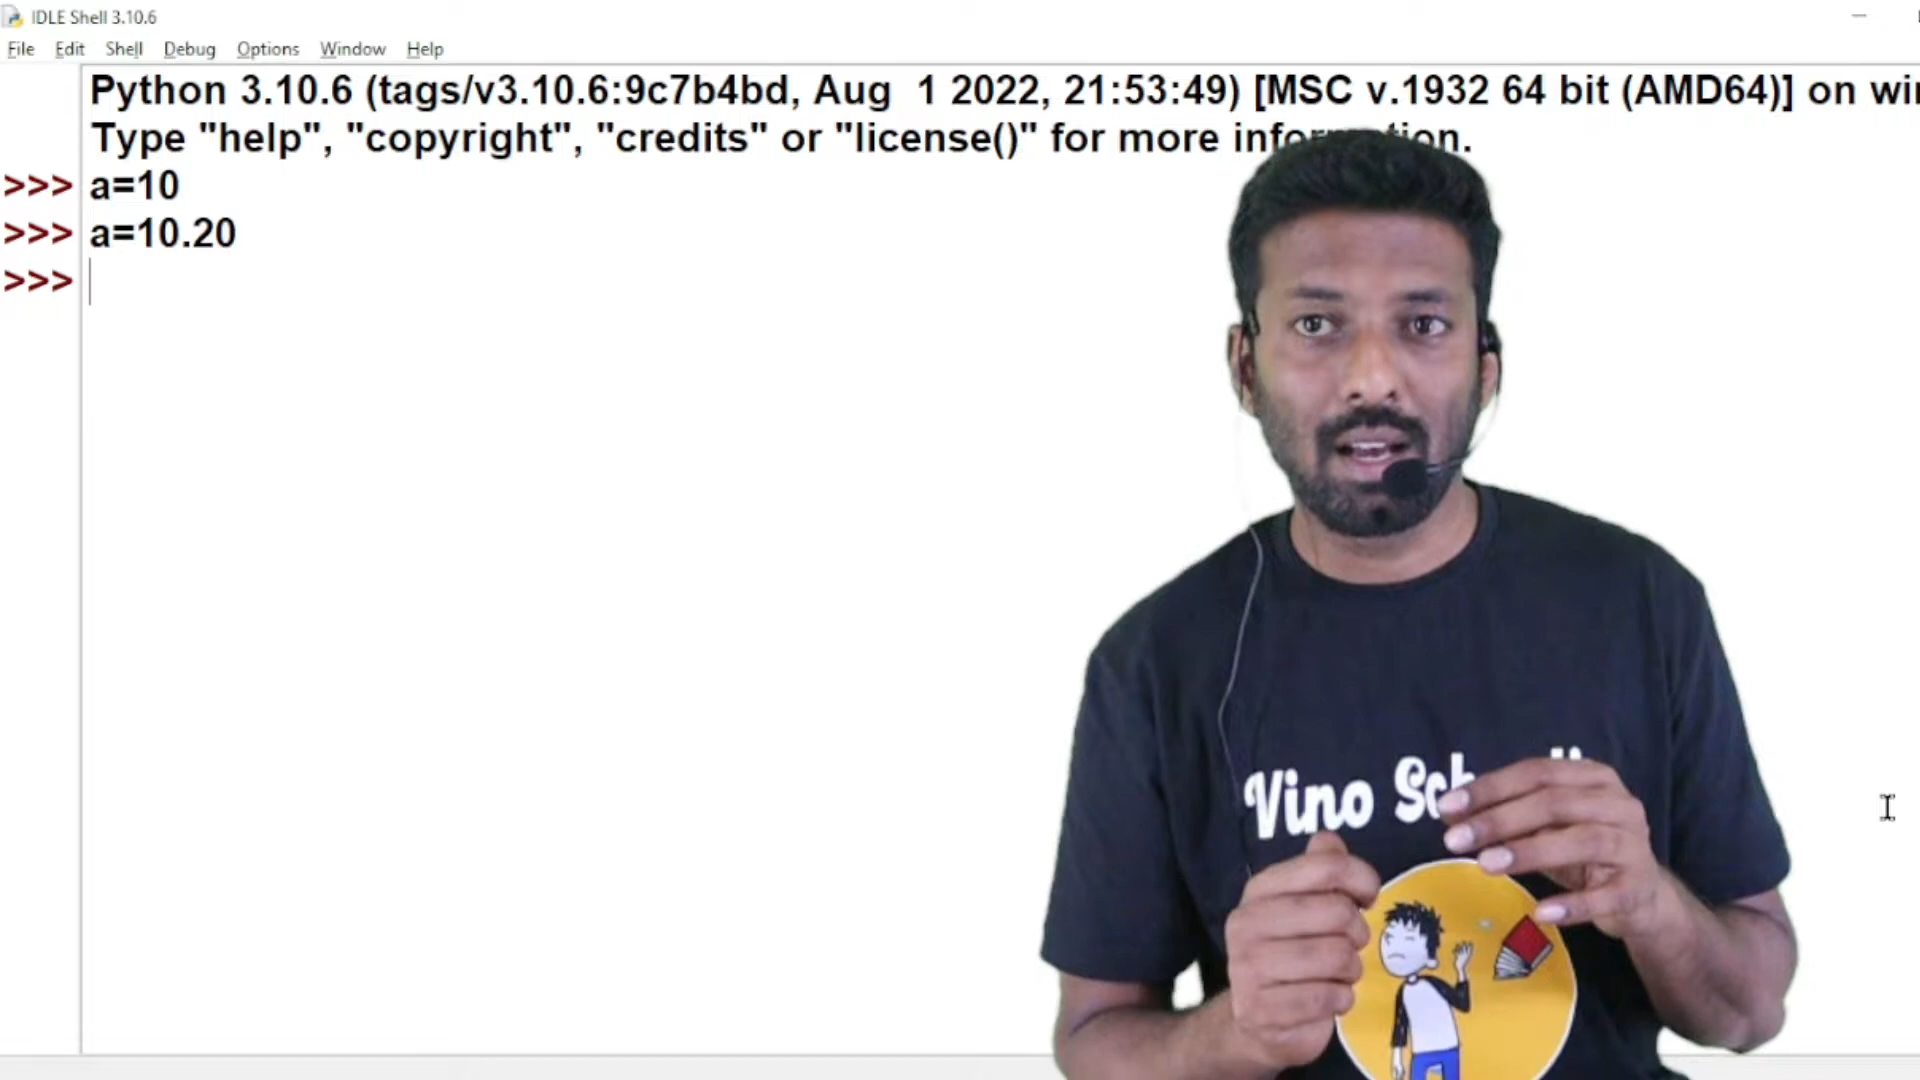 IDLE Shell 3.10.6
File Edit Shell Debug Options Window Help
Python 3.10.6 (tags/v3.10.6:9c7b4bd, Aug 1 2022, 21:53:49) [MSC v.1932 64 bit (AMD64)] on
Type "help", "copyright", "credits" or "license()" for more information.
>>> a=10
>>> a=10.20
>>>
Vino